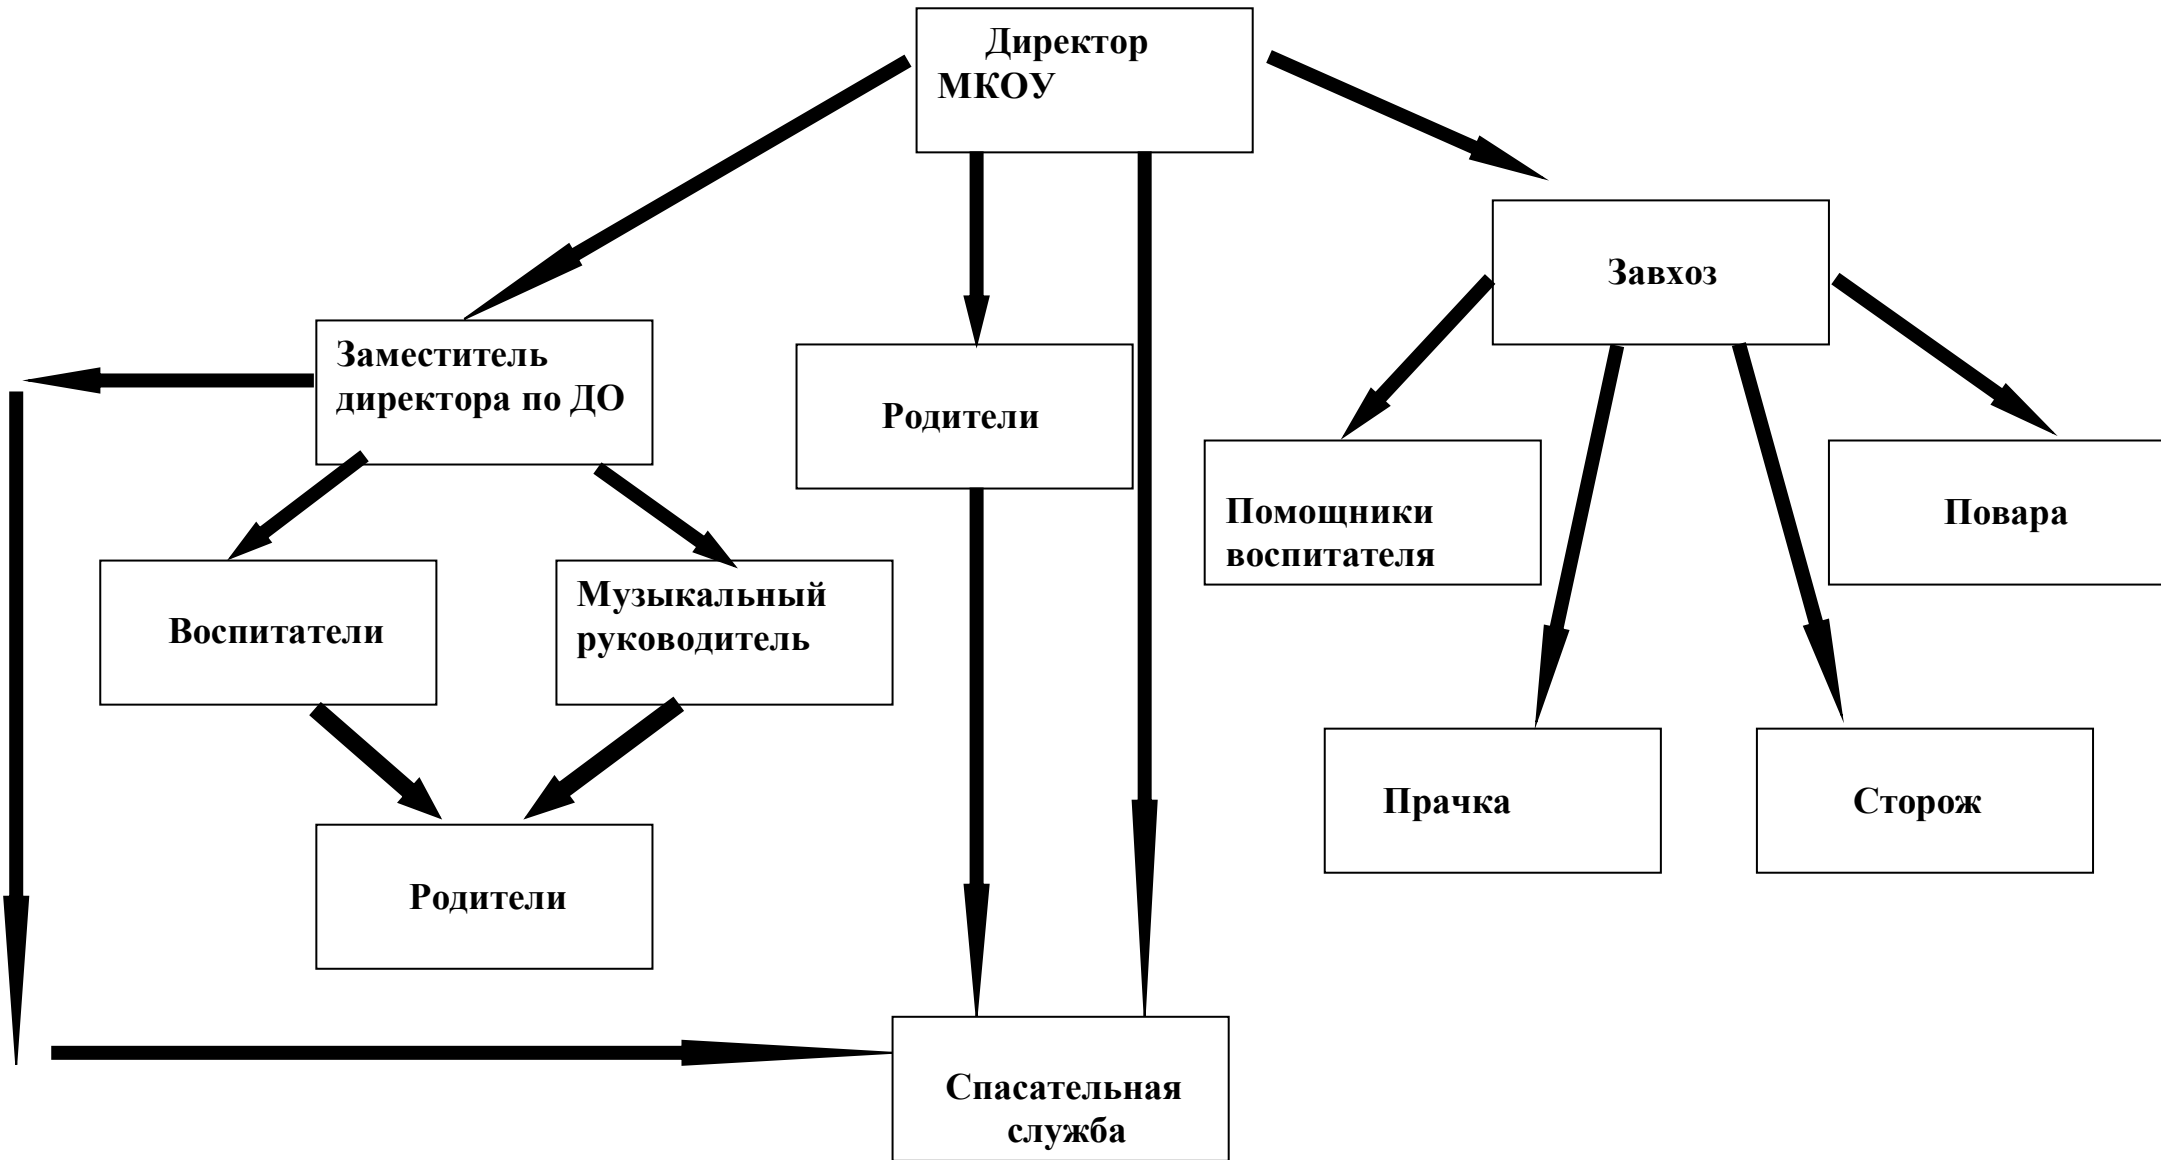 Директор
МКОУ
Завхоз
Заместитель
директора по ДО
Родители
Помощники
воспитателя
Повара
Воспитатели
Музыкальный
руководитель
Прачка
Сторож
Родители
Спасательная
служба